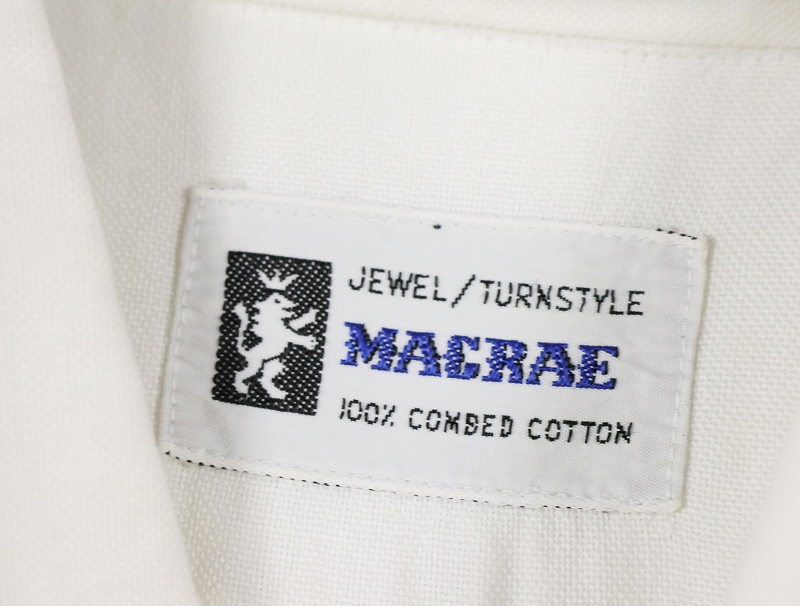 JEWEL/TURNSTYLE
MACRAE
100% COMBED COTTON